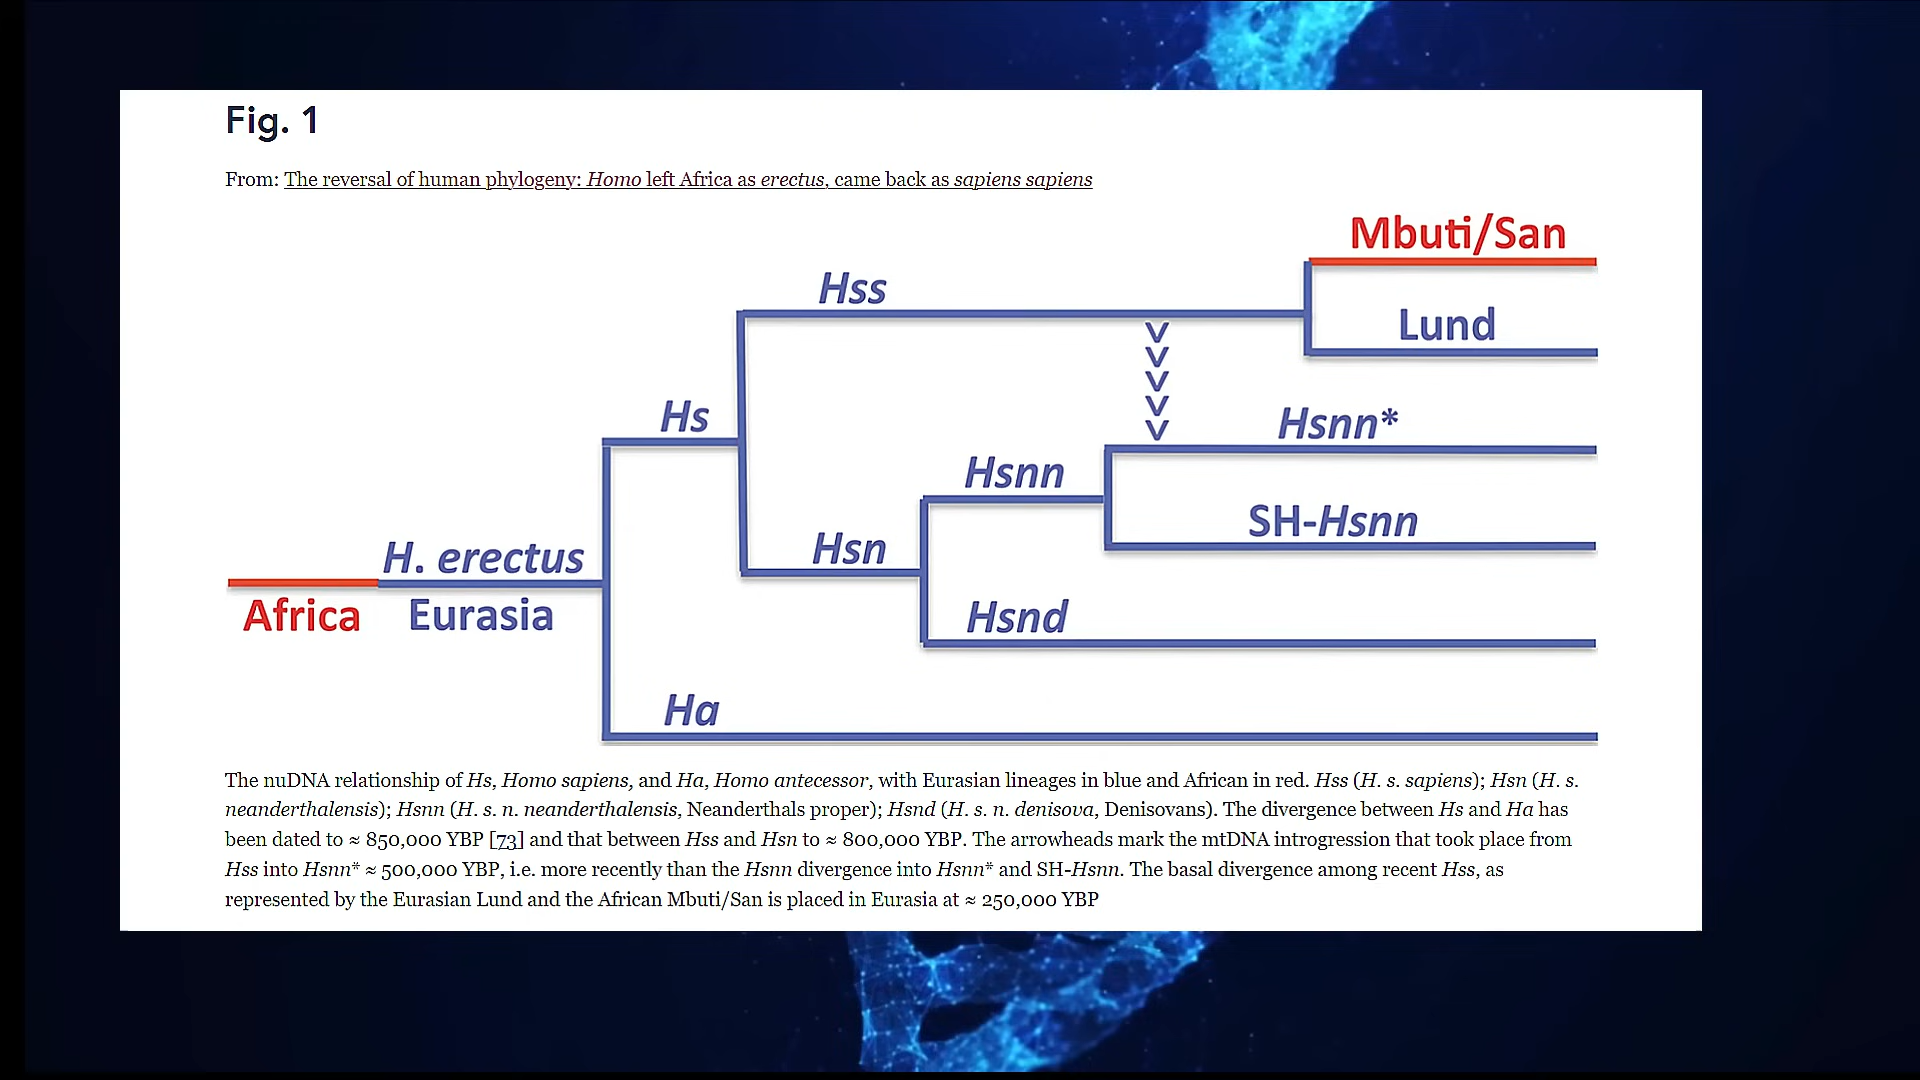 Fig. 1
From: The reversal of human phylogeny: Homo left Africa as erectus, came back as sapiens sapiens
Mbuti/San
Hss
Lund
>
>
>
>
>
Hs
Hsnn*
Hsnn
SH-Hsnn
Hsn
H. erectus
Africa
Eurasia
Hsnd
Ha
The nuDNA relationship of Hs, Homo sapiens, and Ha, Homo antecessor, with Eurasian lineages in blue and African in red. Hss (H. s. sapiens); Hsn (H. s.
neanderthalensis); Hsnn (H. s. n. neanderthalensis, Neanderthals proper); Hsnd (H. s. n. denisova, Denisovans). The divergence between Hs and Ha has
been dated to ≈ 850,000 YBP [73] and that between Hss and Hsn to ≈ 800,000 YBP. The arrowheads mark the mtDNA introgression that took place from
Hss into Hsnn* ≈ 500,000 YBP, i.e. more recently than the Hsnn divergence into Hsnn* and SH-Hsnn. The basal divergence among recent Hss, as
represented by the Eurasian Lund and the African Mbuti/San is placed in Eurasia at ≈ 250,000 YBP